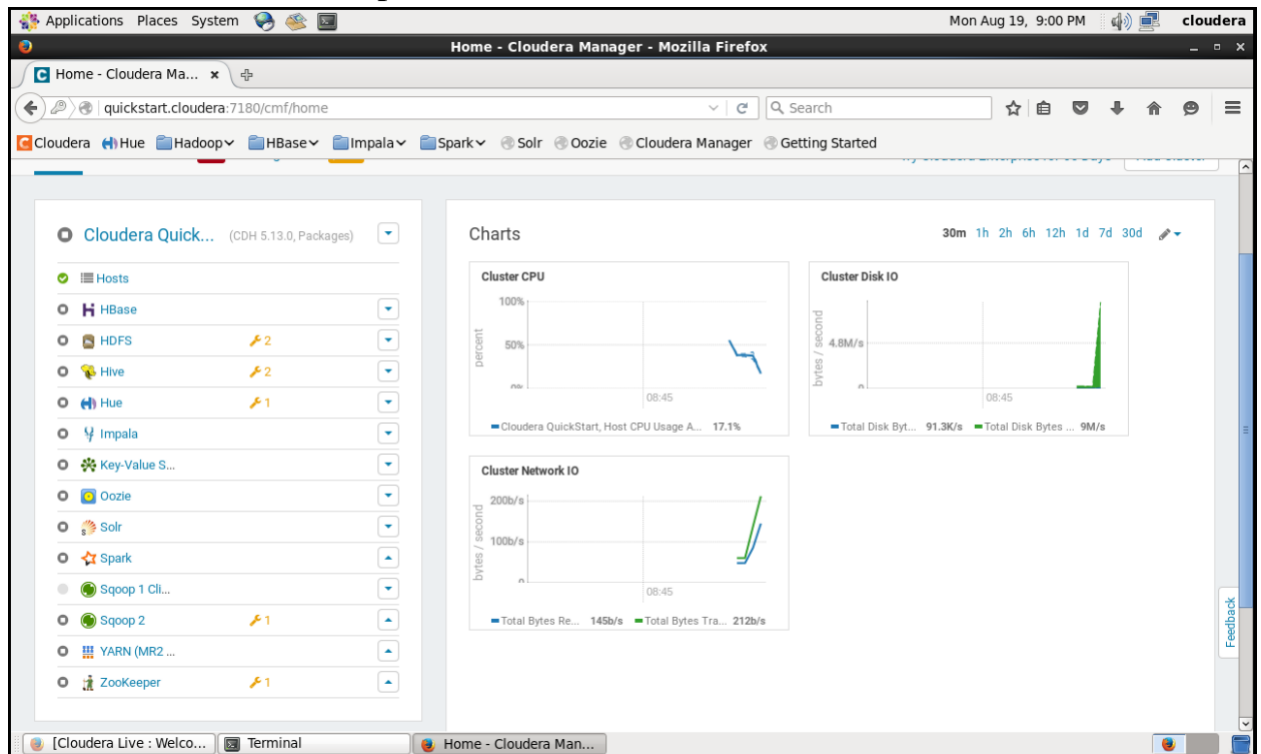 Applications Places System
Mon Aug 19, 9:00 PM cloudera
Home - Cloudera Manager - Mozilla Firefox
Home - Cloudera Ma... ×
quickstart.cloudera:7180/cmf/home
Search
Cloudera Hue Hadoop HBase Impala Spark Solr Oozie Cloudera Manager Getting Started
Cloudera Quick... (CDH 5.13.0, Packages)
Hosts
HBase
HDFS 2
Hive 2
Hue 1
Impala
Key-Value S...
Oozie
Solr
Spark
Sqoop 1 Cli...
Sqoop 2 1
YARN (MR2 ...
ZooKeeper 1
Charts
30m 1h 2h 6h 12h 1d 7d 30d
Cluster CPU
percent
100%
50%
0%
08:45
Cloudera QuickStart, Host CPU Usage A... 17.1%
Cluster Disk IO
bytes / second
4.8M/s
0
08:45
Total Disk Byt... 91.3K/s Total Disk Bytes ... 9M/s
Cluster Network IO
bytes / second
200b/s
100b/s
0
08:45
Total Bytes Re... 145b/s Total Bytes Tra... 212b/s
Feedback
[Cloudera Live : Welco... Terminal Home - Cloudera Man...